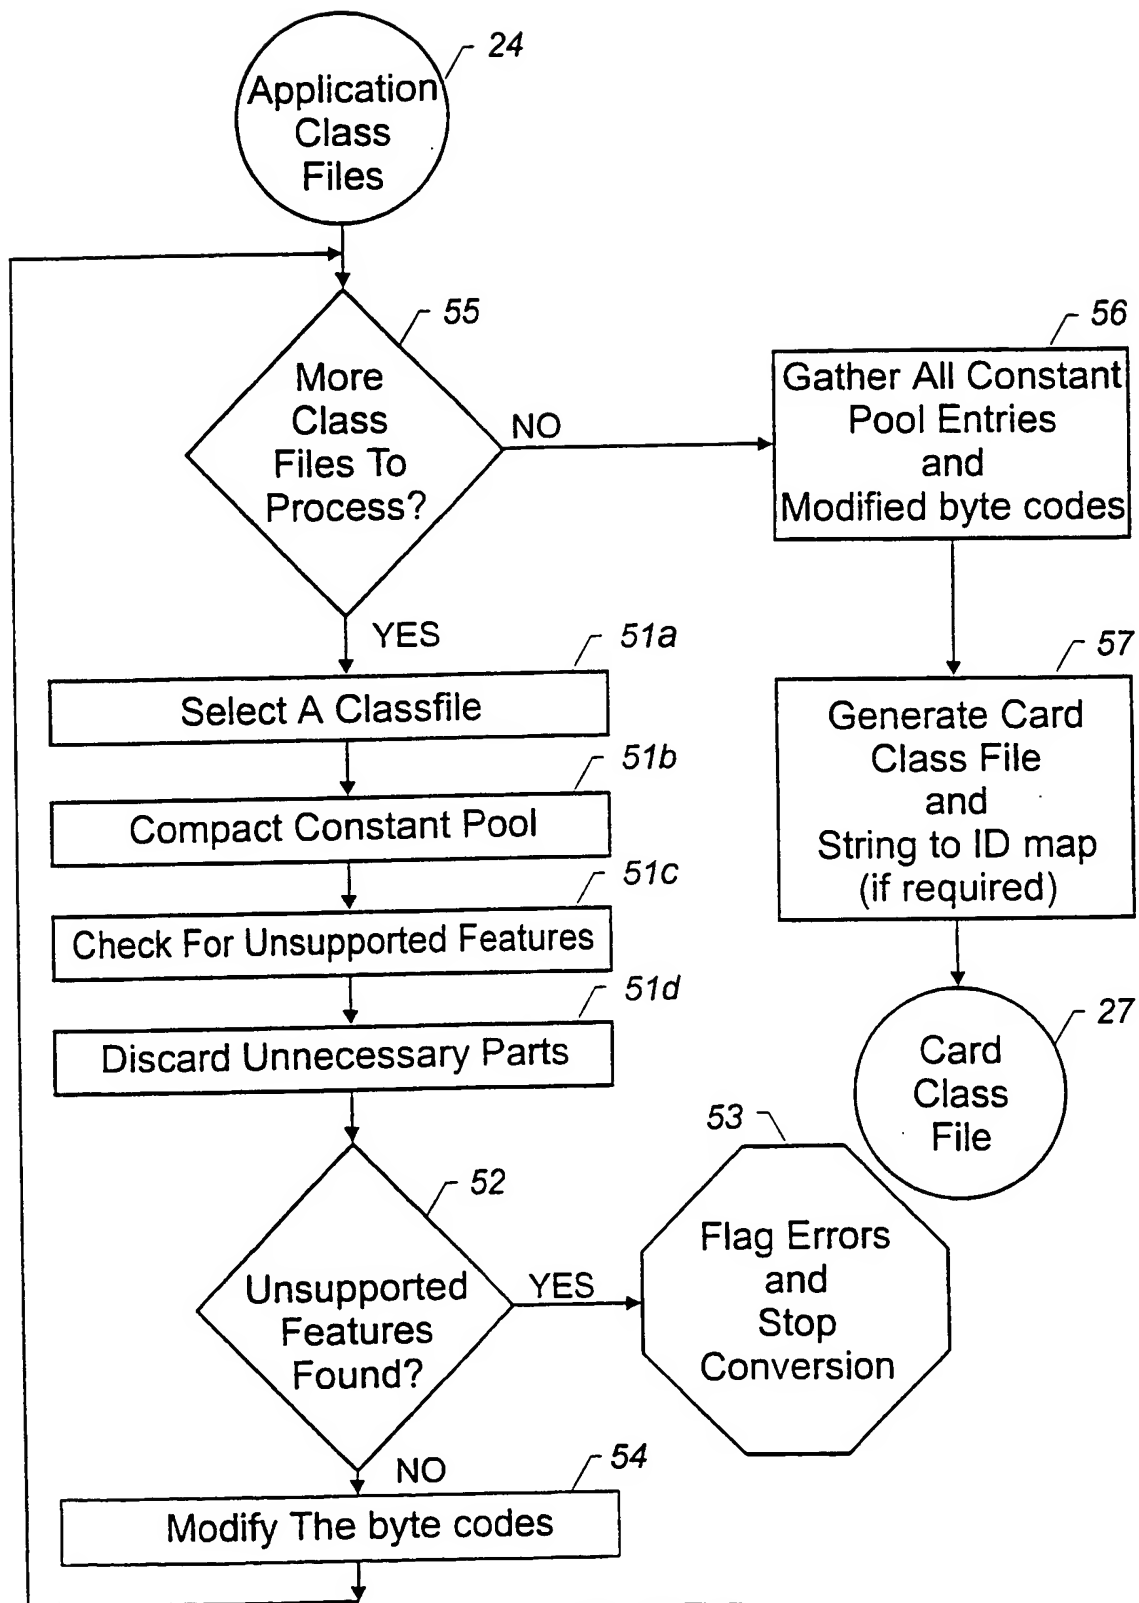 24
Application
Class
Files
55
More
Class
Files To
Process?
NO
YES
56
Gather All Constant
Pool Entries
and
Modified byte codes
51a
Select A Classfile
57
Generate Card
Class File
and
String to ID map
(if required)
51b
Compact Constant Pool
51c
Check For Unsupported Features
51d
Discard Unnecessary Parts
27
Card
Class
File
52
Unsupported
Features
Found?
YES
53
Flag Errors
and
Stop
Conversion
NO
54
Modify The byte codes